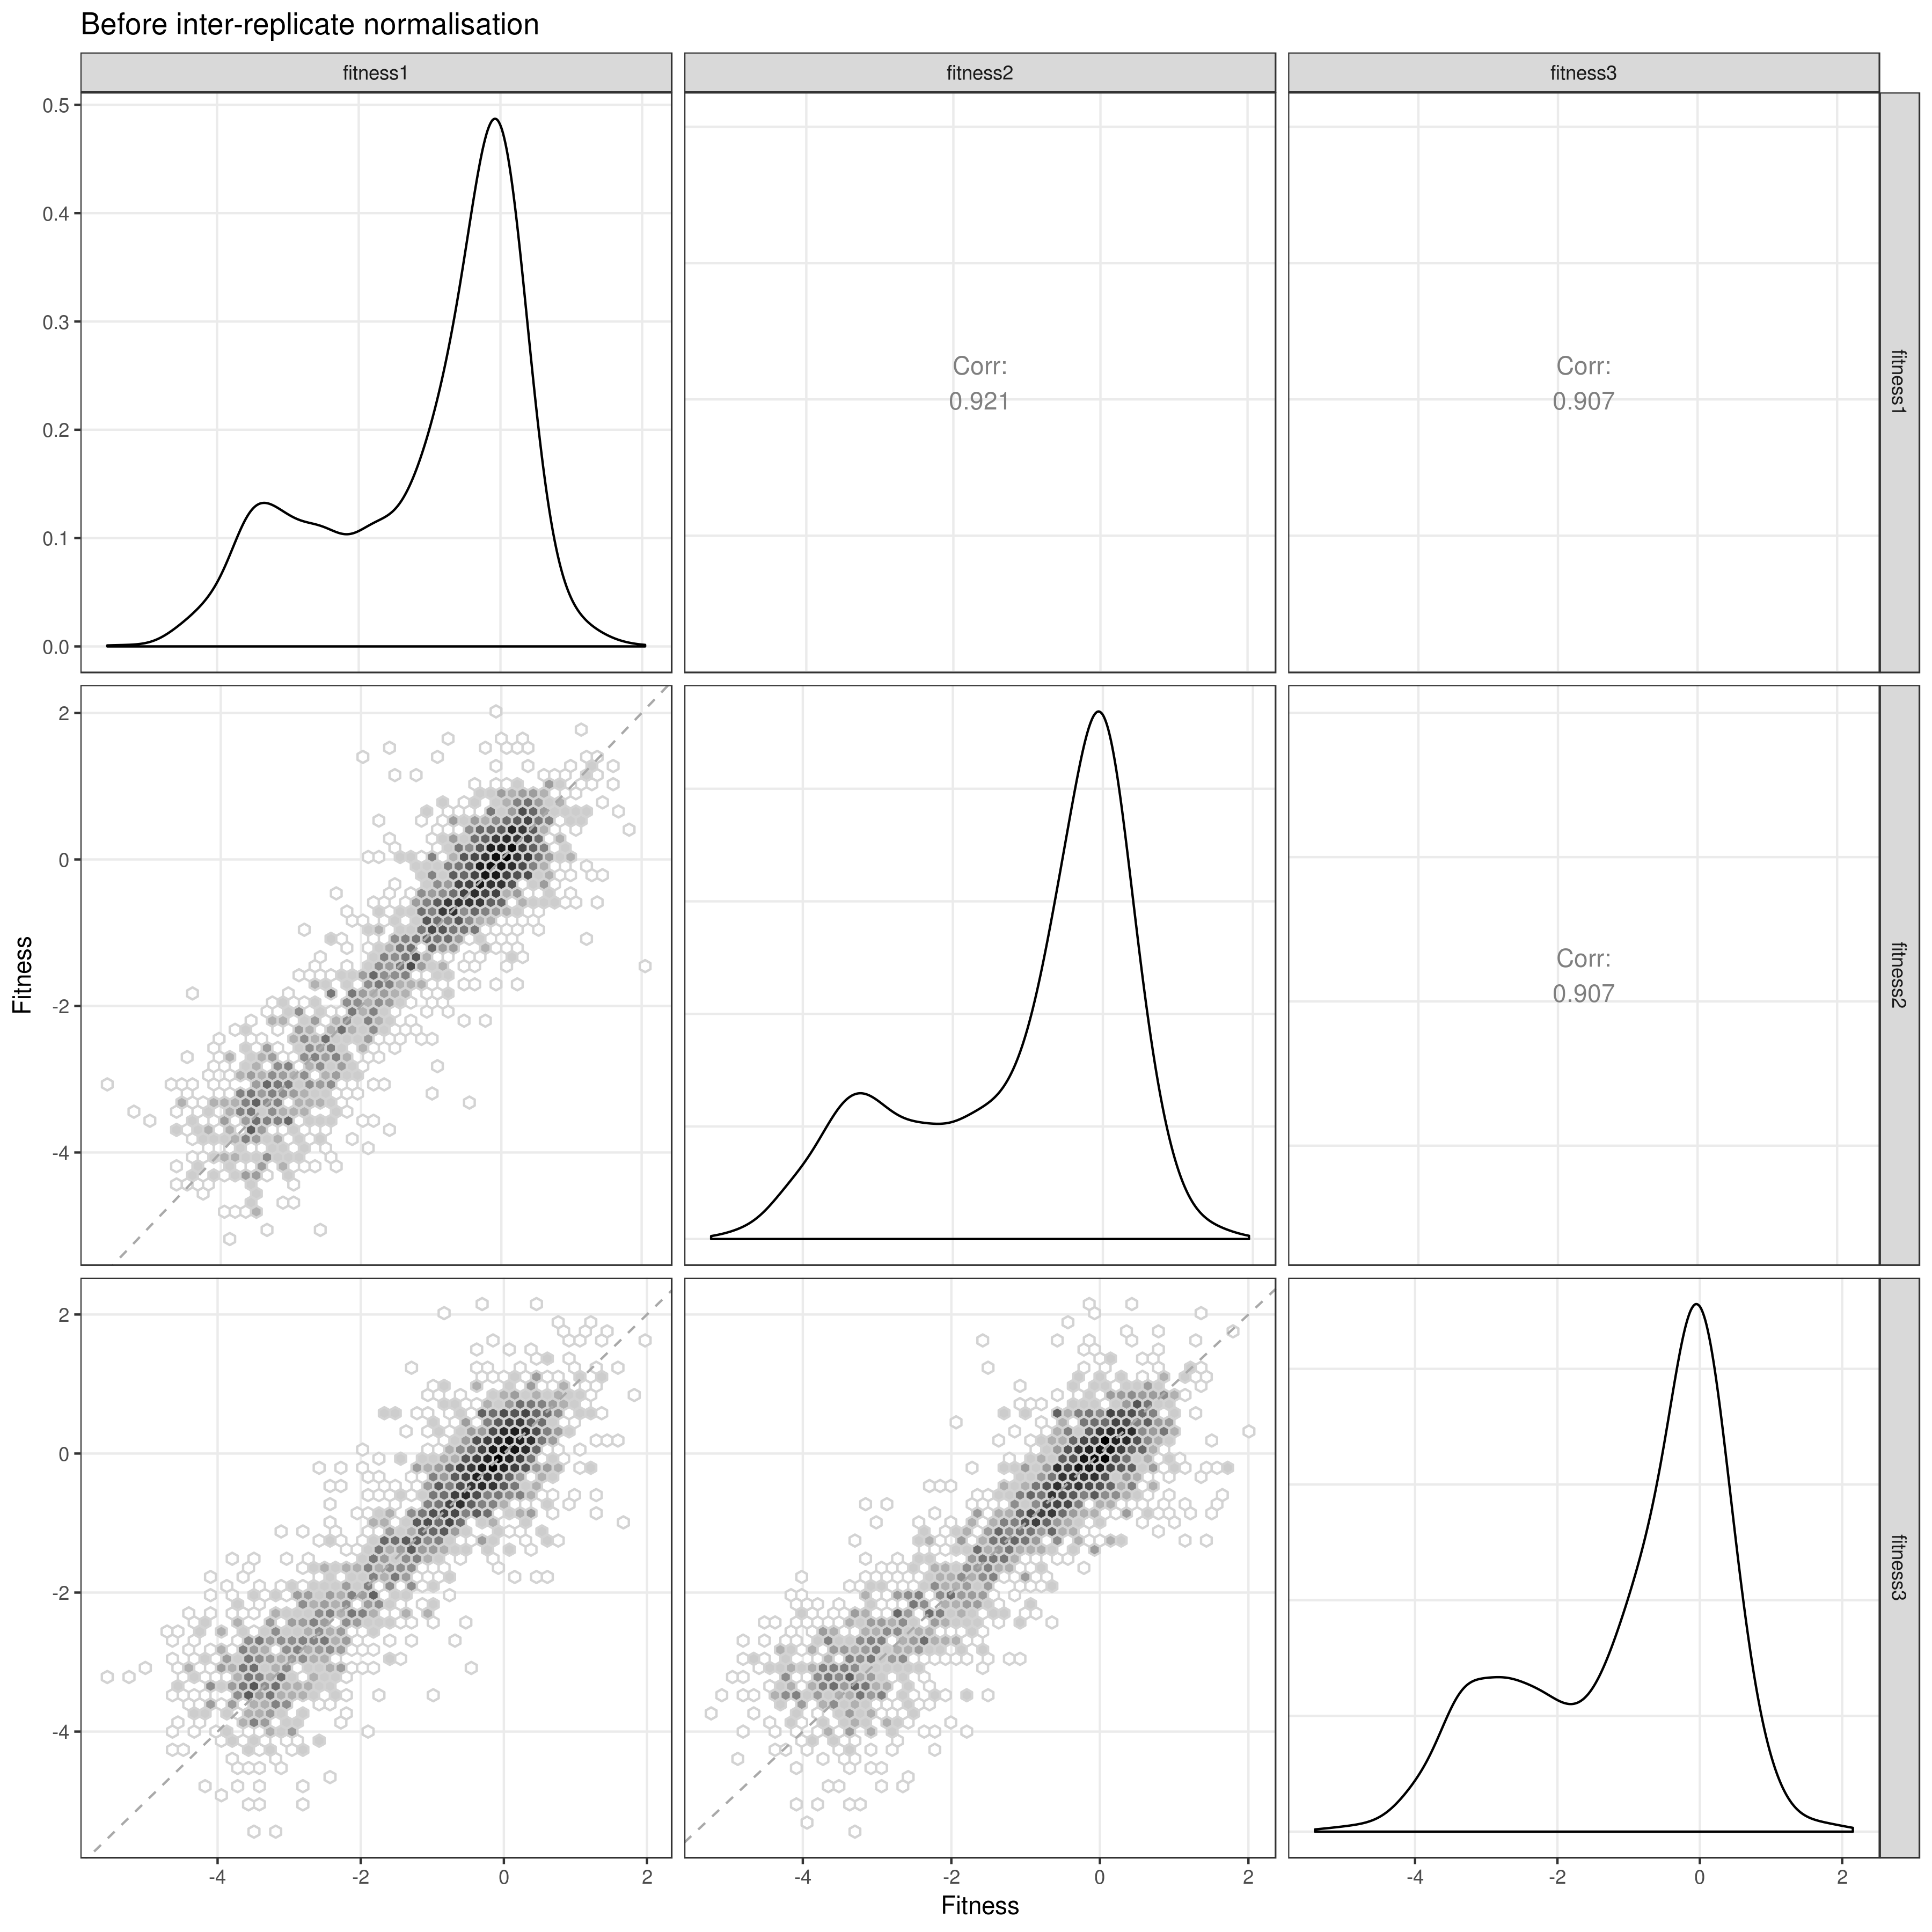 Before inter-replicate normalisation
fitness1
fitness2
fitness3
0.5
0.4
0.3
0.2
0.1
0.0
Corr:
0.921
Corr:
0.907
fitness1
2
0
-2
-4
Corr:
0.907
fitness2
Fitness
2
0
-2
-4
fitness3
-4 -2 0 2
-4 -2 0 2
-4 -2 0 2
Fitness